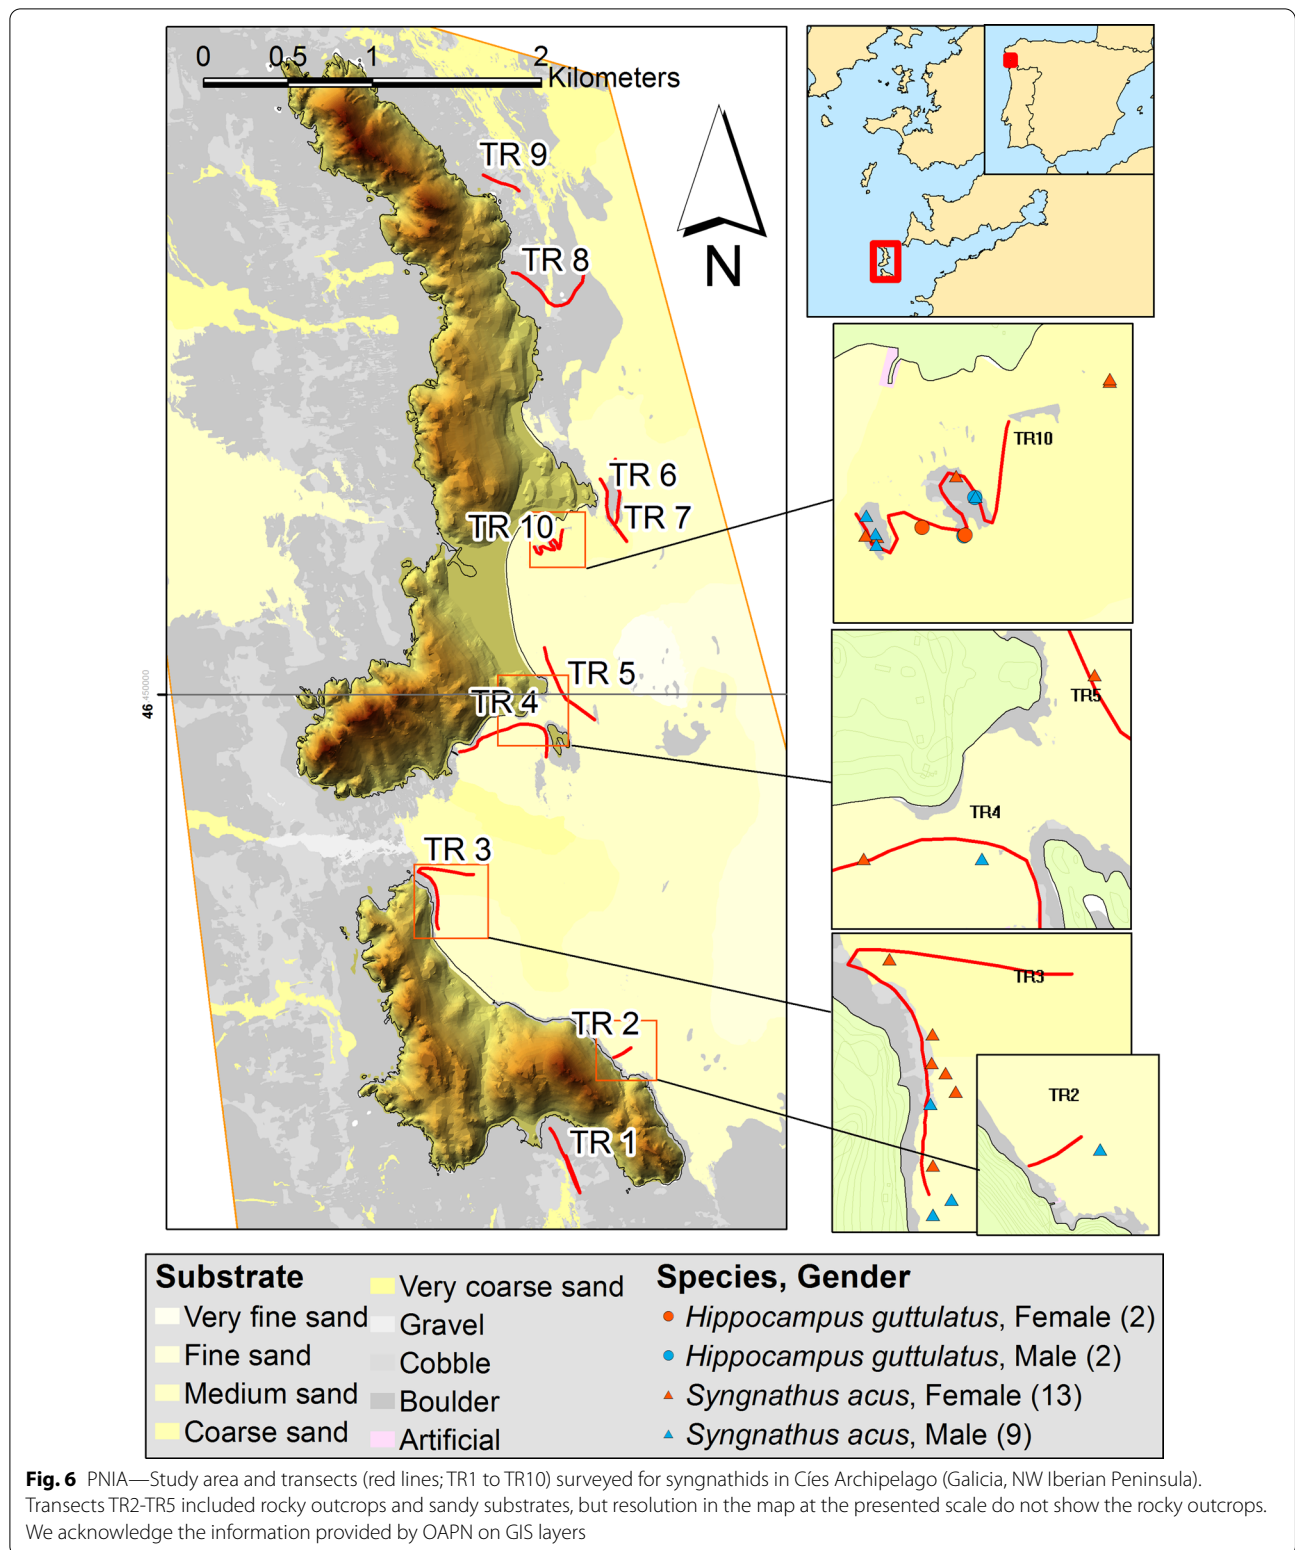 0 0.5 1 2
Kilometers
TR 9
TR 8
N
TR 6
TR 7
TR 10
TR 5
TR 4
46 450000
TR 3
TR 2
TR 1
TR10
TR5
TR4
TR3
TR2
Substrate
Very fine sand
Fine sand
Medium sand
Coarse sand
Very coarse sand
Gravel
Cobble
Boulder
Artificial
Species, Gender
Hippocampus guttulatus, Female (2)
Hippocampus guttulatus, Male (2)
Syngnathus acus, Female (13)
Syngnathus acus, Male (9)
Fig. 6 PNIA—Study area and transects (red lines; TR1 to TR10) surveyed for syngnathids in Cíes Archipelago (Galicia, NW Iberian Peninsula).
Transects TR2-TR5 included rocky outcrops and sandy substrates, but resolution in the map at the presented scale do not show the rocky outcrops.
We acknowledge the information provided by OAPN on GIS layers